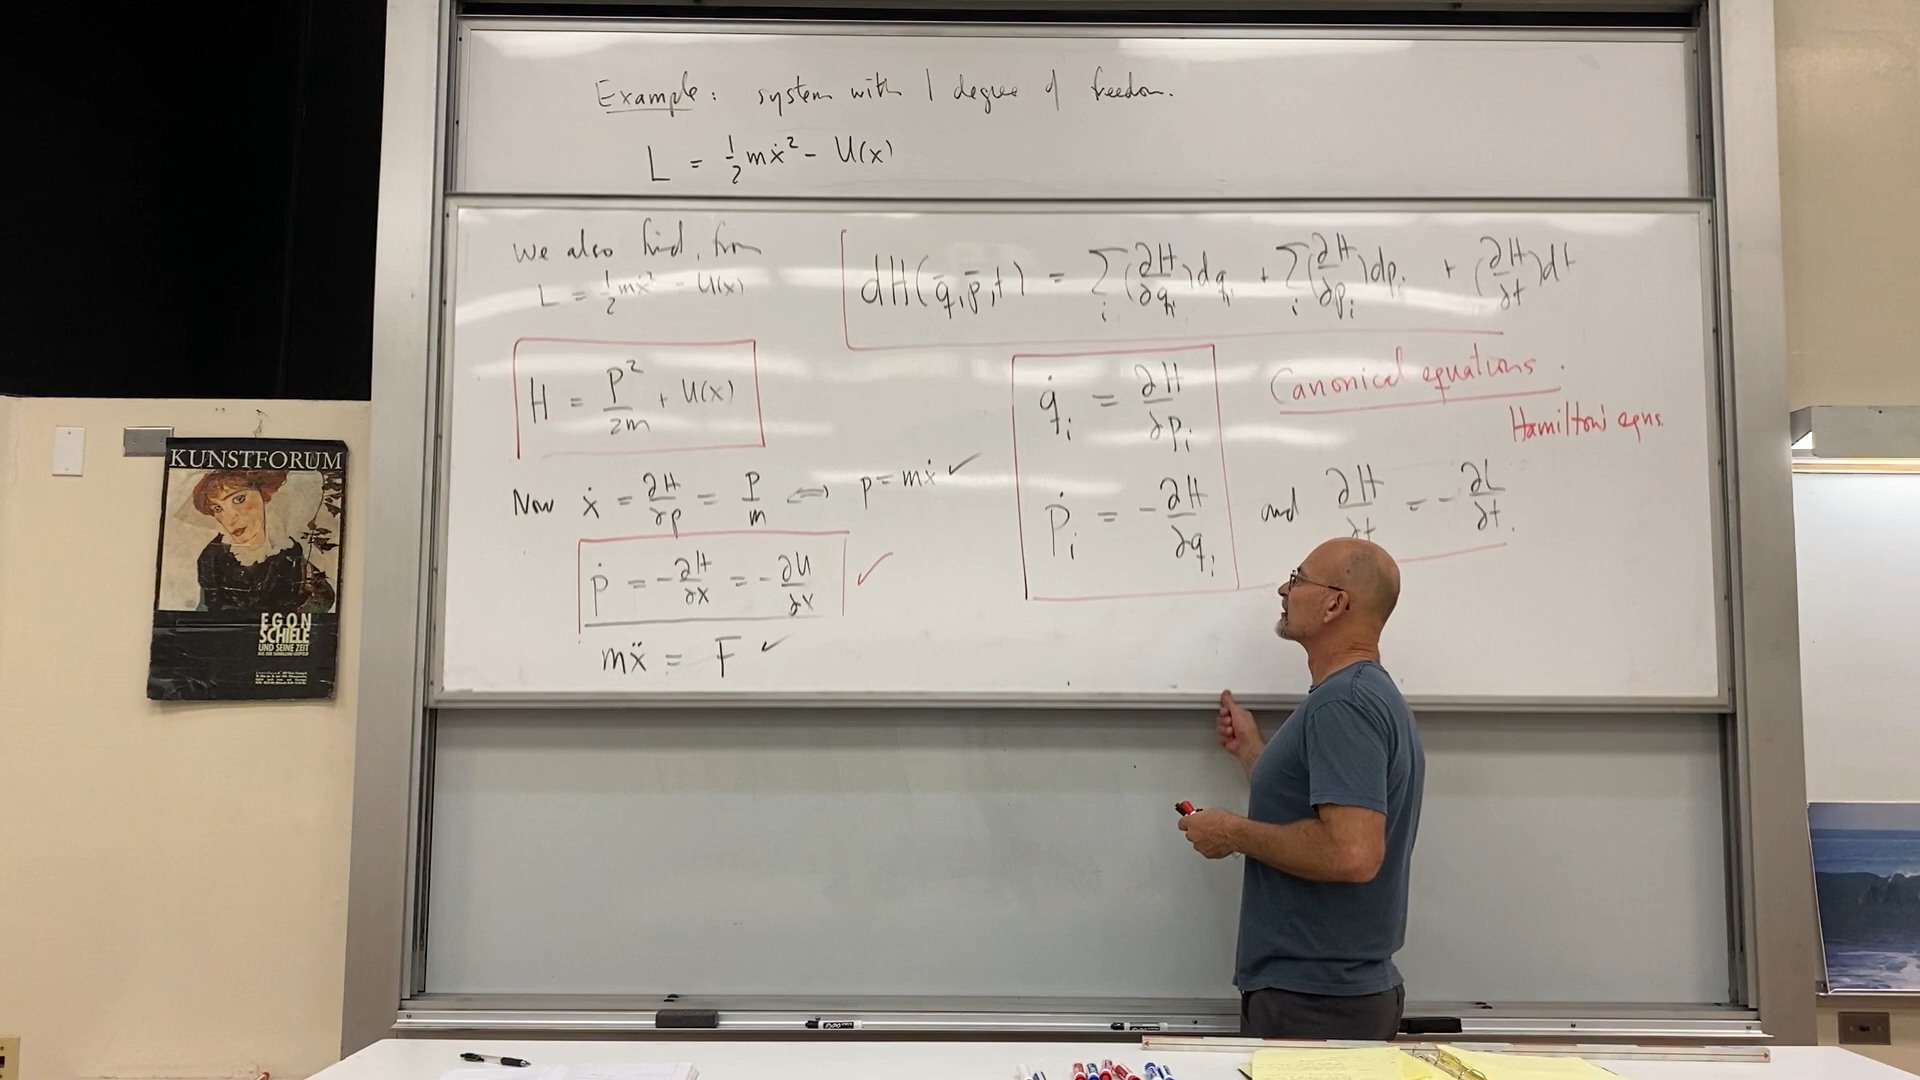 Example: system with 1 degree of freedom.
L = ½mẋ² - U(x)
We also find, from
L = ½mẋ² - U(x)
H = P²/2m + U(x)
Now ẋ = ∂H/∂p = P/m ⟺ p = mẋ ✓
ṗ = -∂H/∂x = -∂U/∂x ✓
mẍ = F ✓
dH(q̄, p̄, t) = Σᵢ(∂H/∂qᵢ)dqᵢ + Σᵢ(∂H/∂pᵢ)dpᵢ + (∂H/∂t)dt
q̇ᵢ = ∂H/∂pᵢ
Canonical equations.
Hamilton's eqns.
ṗᵢ = -∂H/∂qᵢ and ∂H/∂t = -∂L/∂t.
KUNSTFORUM
EGON
SCHIELE
UND SEINE ZEIT